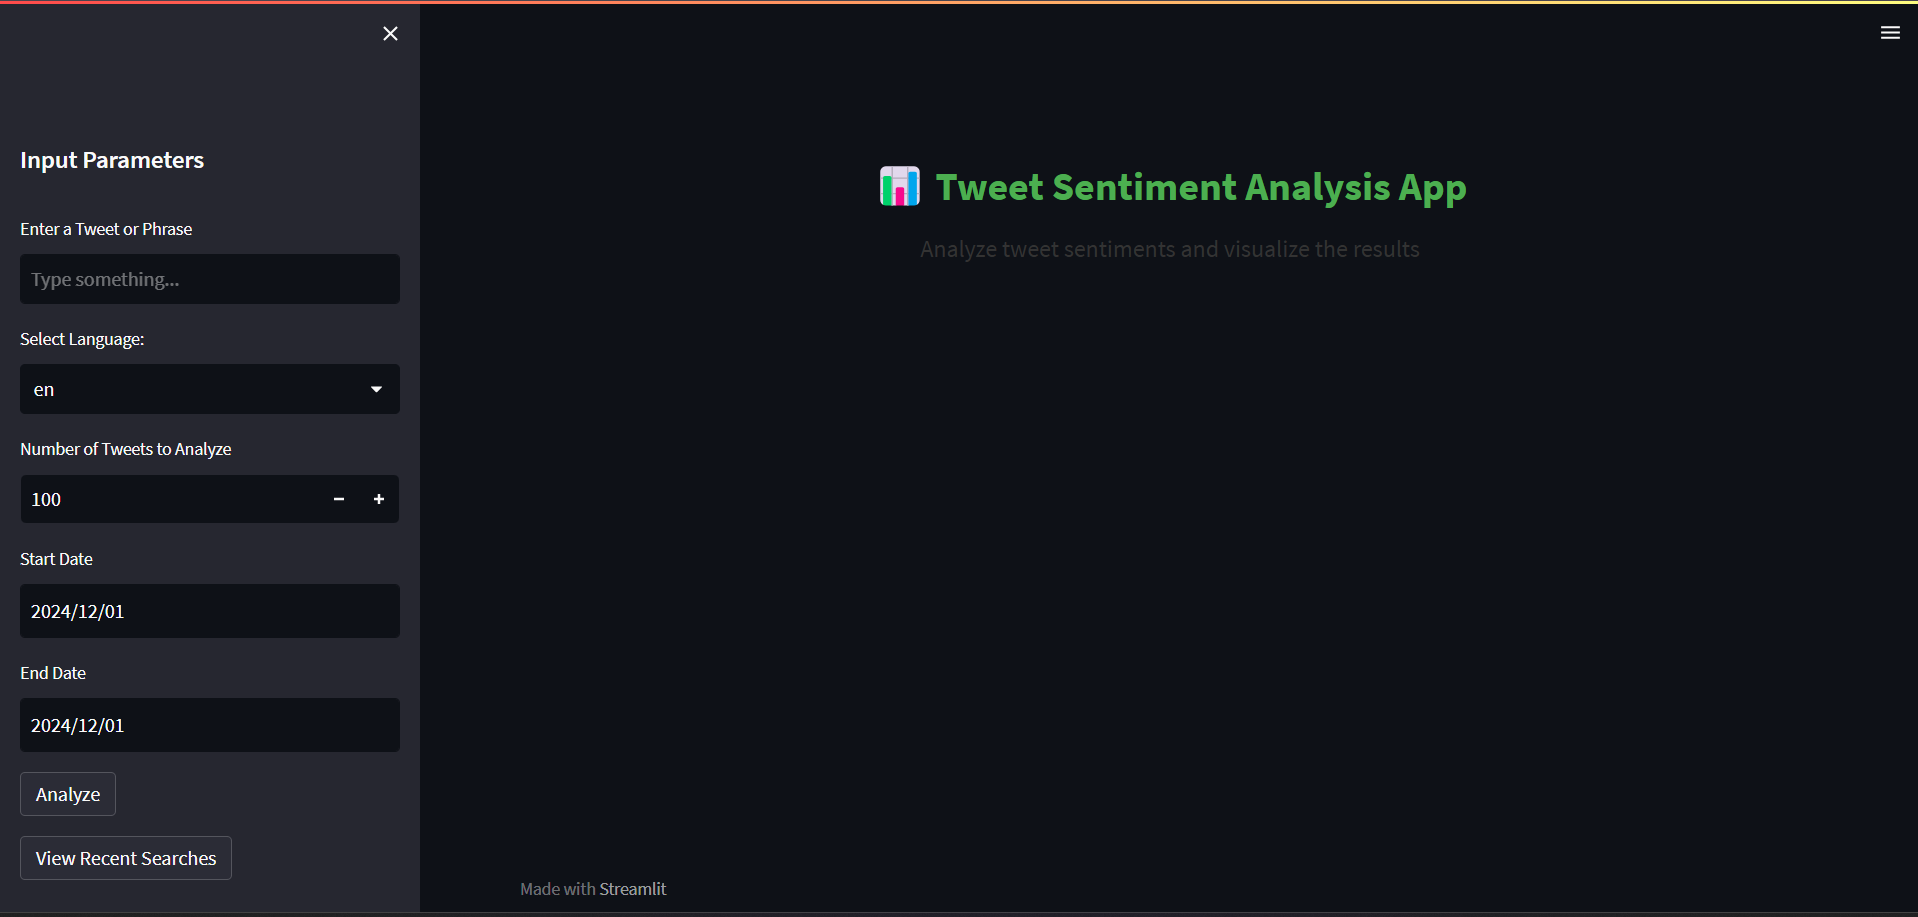 Input Parameters
Enter a Tweet or Phrase
Type something...
Select Language:
en
Number of Tweets to Analyze
100
Start Date
2024/12/01
End Date
2024/12/01
Analyze
View Recent Searches
Tweet Sentiment Analysis App
Analyze tweet sentiments and visualize the results
Made with Streamlit